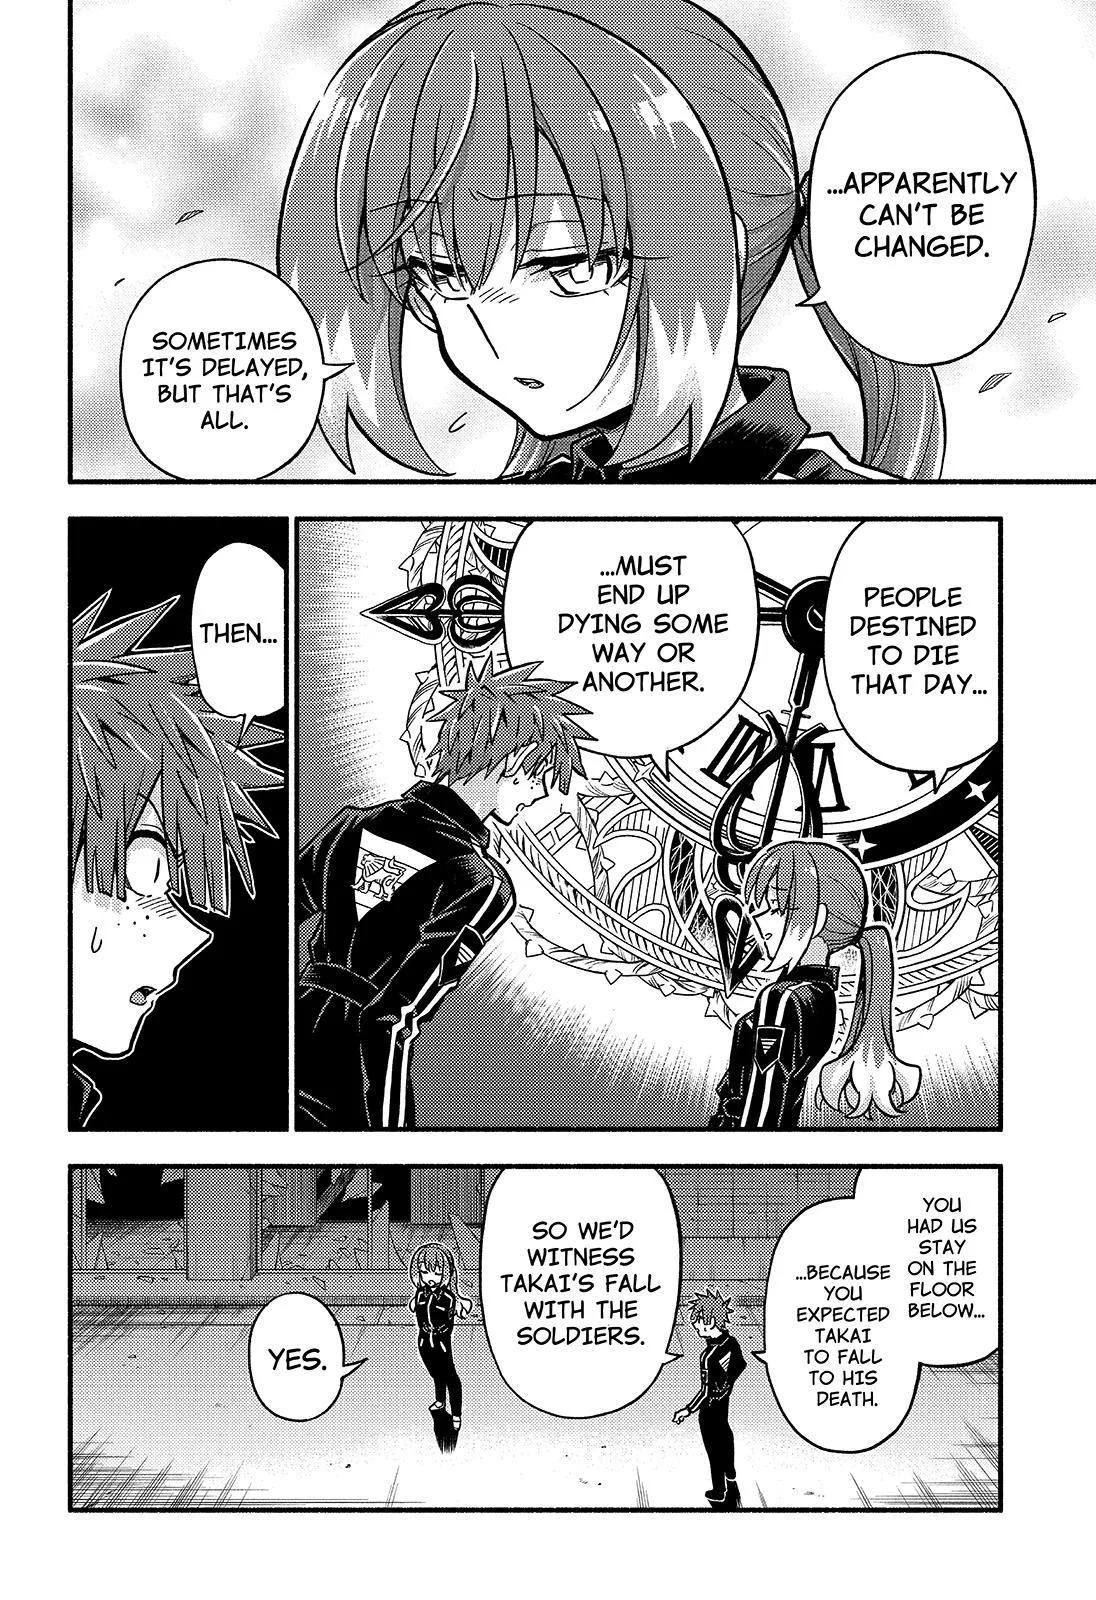 ...APPARENTLY
CAN'T BE
CHANGED.
SOMETIMES
IT'S DELAYED,
BUT THAT'S
ALL.
PEOPLE
DESTINED
TO DIE
THAT DAY...
...MUST
END UP
DYING SOME
WAY OR
ANOTHER.
THEN...
YOU
HAD US
STAY
ON THE
FLOOR
BELOW...
...BECAUSE
YOU
EXPECTED
TAKAI
TO FALL
TO HIS
DEATH.
SO WE'D
WITNESS
TAKAI'S FALL
WITH THE
SOLDIERS.
YES.